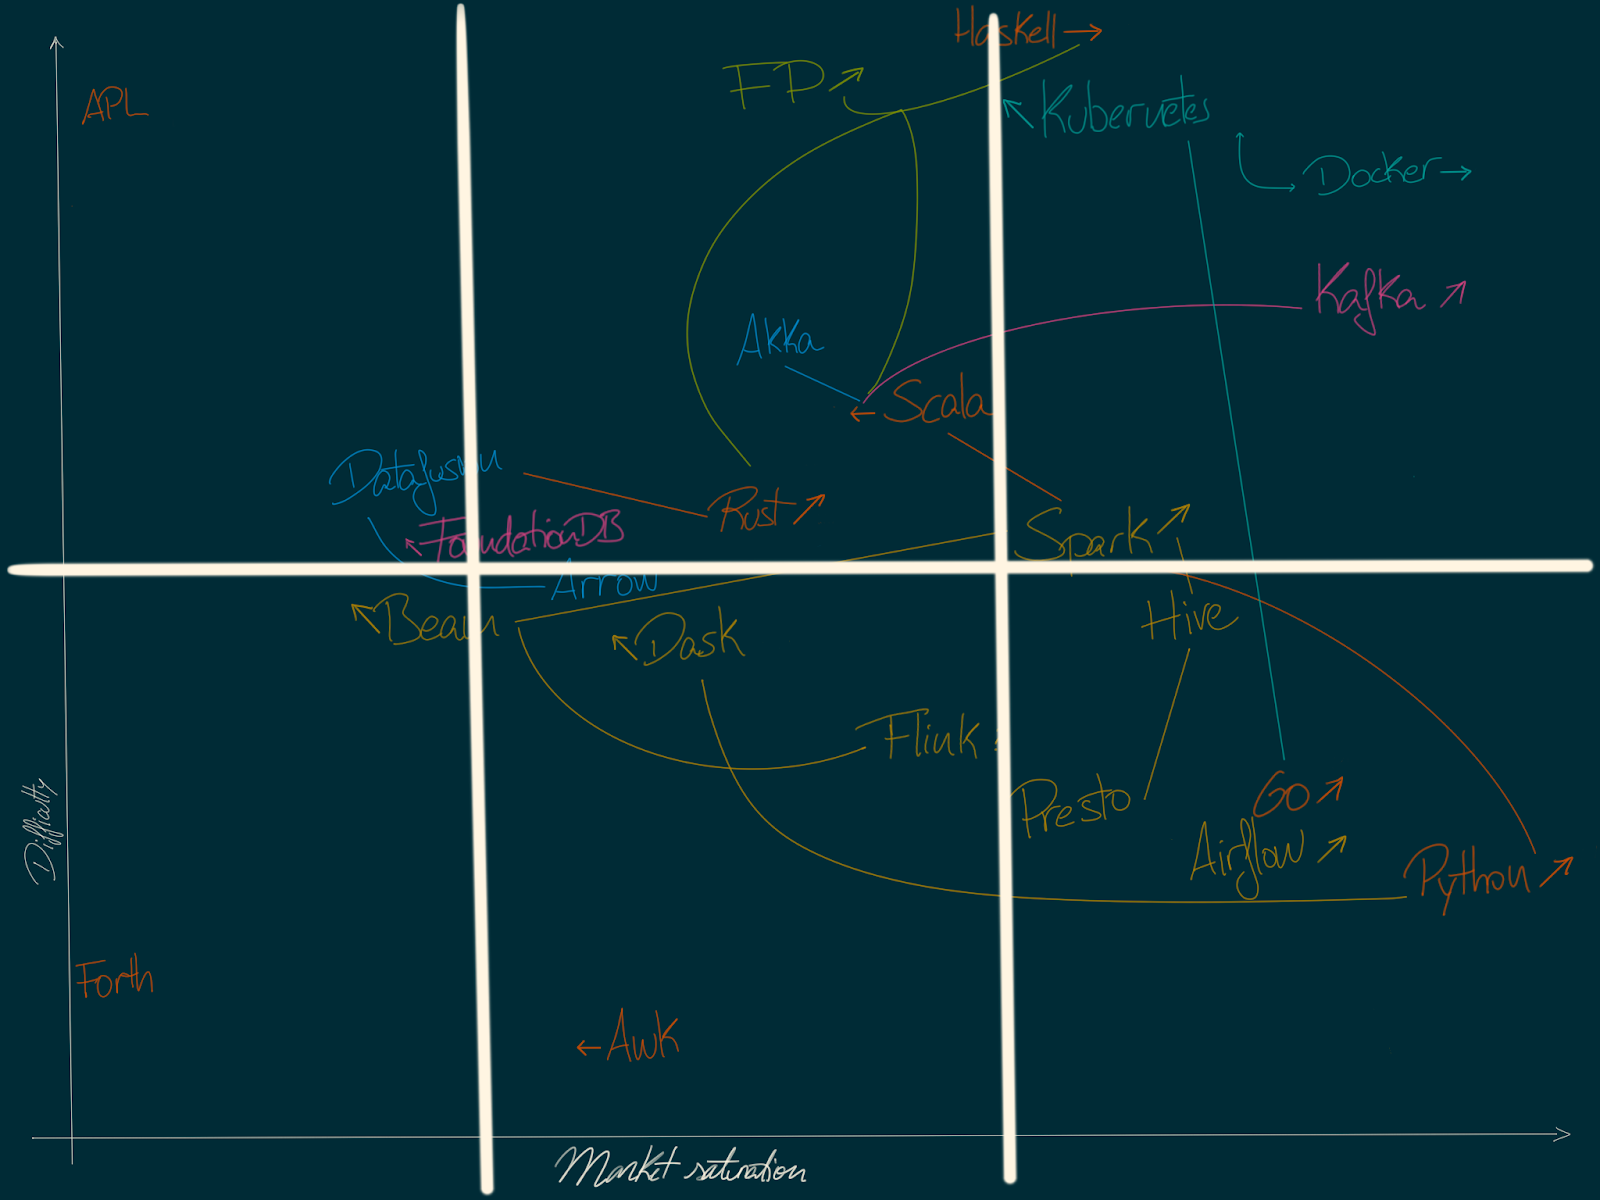 Haskell →
FP ↗
APL
↖ Kubernetes
Docker →
Kafka ↗
Akka
← Scala
Datafusion
Rust ↗
↖ FoundationDB
Spark ↗
Arrow
↖ Beam
↖ Dask
Hive
Flink
Presto
Go ↗
Airflow ↗
Python ↗
Difficulty
Forth
← Awk
Market saturation